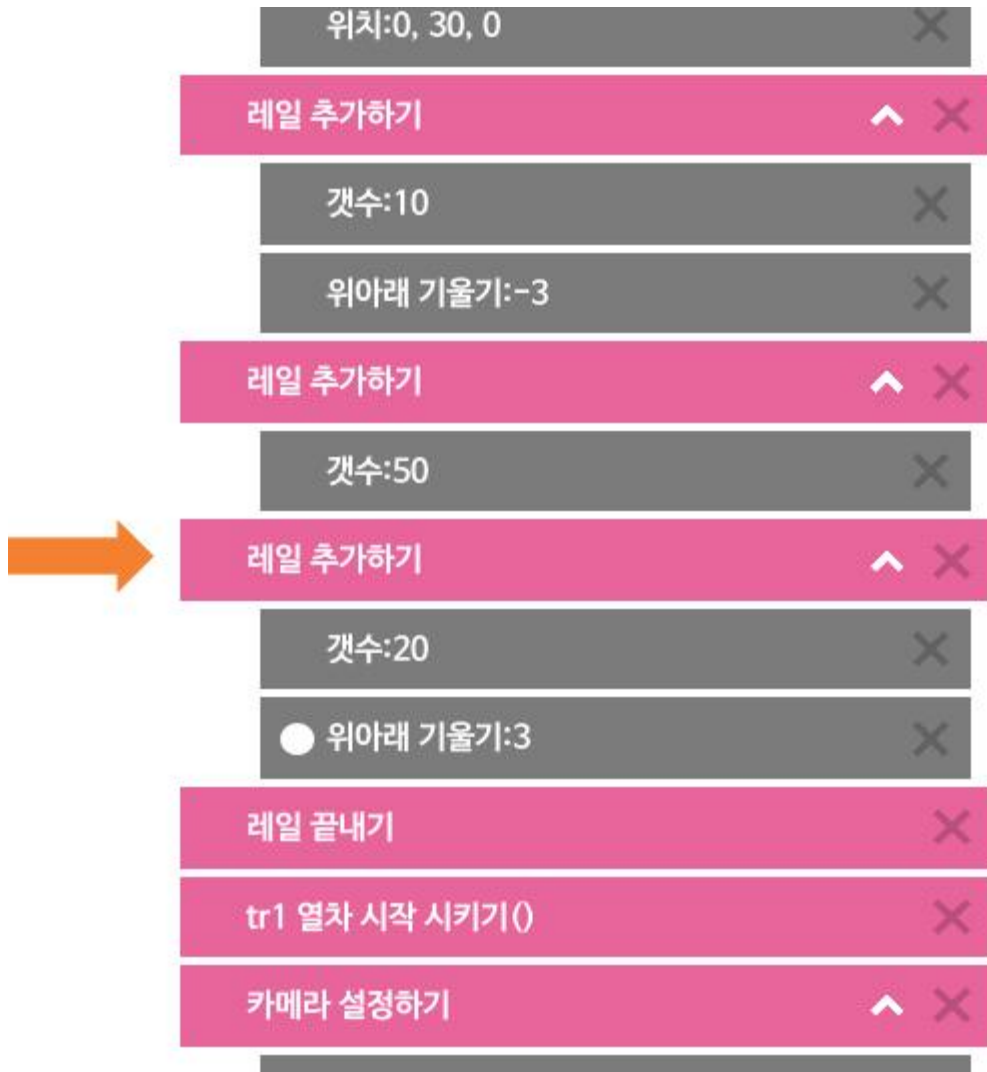 위치:0, 30, 0
레일 추가하기
갯수:10
위아래 기울기:-3
레일 추가하기
갯수:50
레일 추가하기
갯수:20
위아래 기울기:3
레일 끝내기
tr1 열차 시작 시키기()
카메라 설정하기